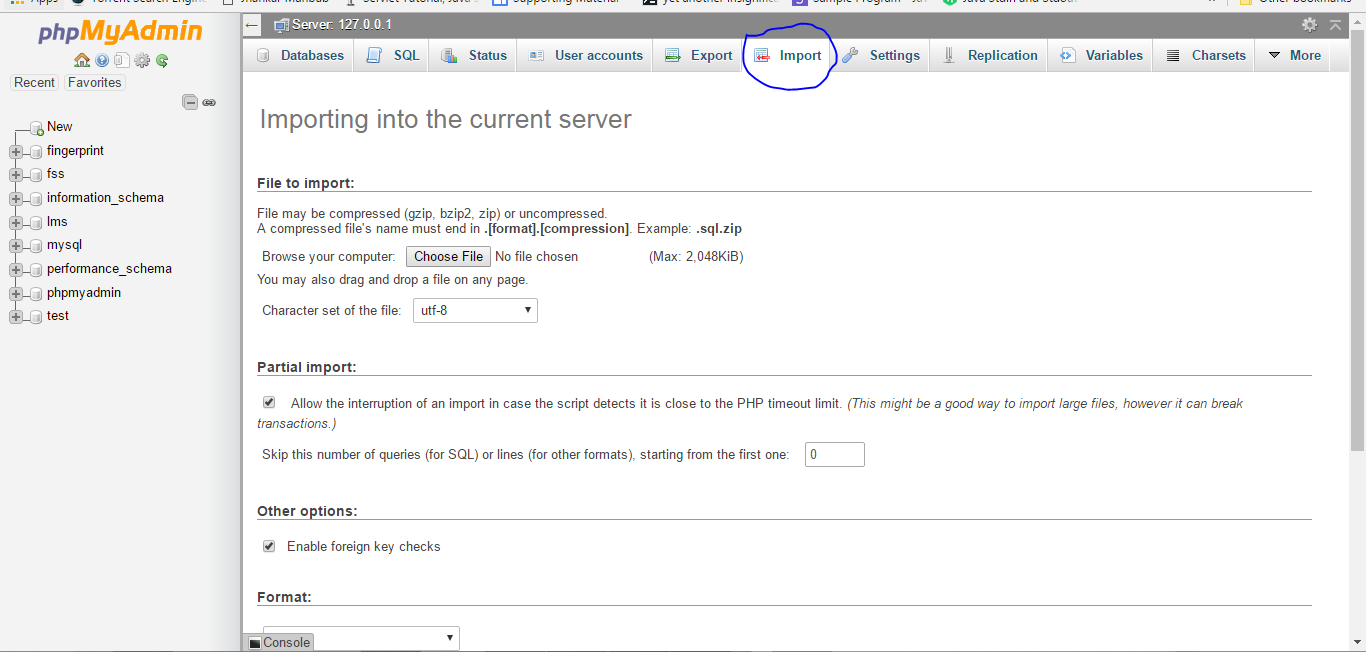 Apps
phpMyAdmin
Recent Favorites
New
fingerprint
fss
information_schema
lms
mysql
performance_schema
phpmyadmin
test
Server: 127.0.0.1
Databases SQL Status User accounts Export Import Settings Replication Variables Charsets More
Importing into the current server
File to import:
File may be compressed (gzip, bzip2, zip) or uncompressed.
A compressed file's name must end in .[format].[compression]. Example: .sql.zip
Browse your computer: Choose File No file chosen (Max: 2,048KiB)
You may also drag and drop a file on any page.
Character set of the file: utf-8
Partial import:
Allow the interruption of an import in case the script detects it is close to the PHP timeout limit. (This might be a good way to import large files, however it can break
transactions.)
Skip this number of queries (for SQL) or lines (for other formats), starting from the first one: 0
Other options:
Enable foreign key checks
Format:
Console